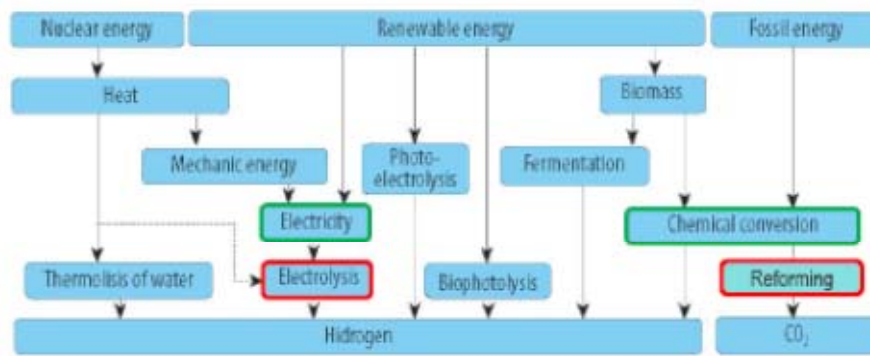 Nuclear energy
Renewable energy
Fossil energy
Heat
Biomass
Mechanic energy
Photo-
electrolysis
Fermentation
Electricity
Chemical conversion
Thermolisis of water
Electrolysis
Biophotolysis
Reforming
Hidrogen
CO₂